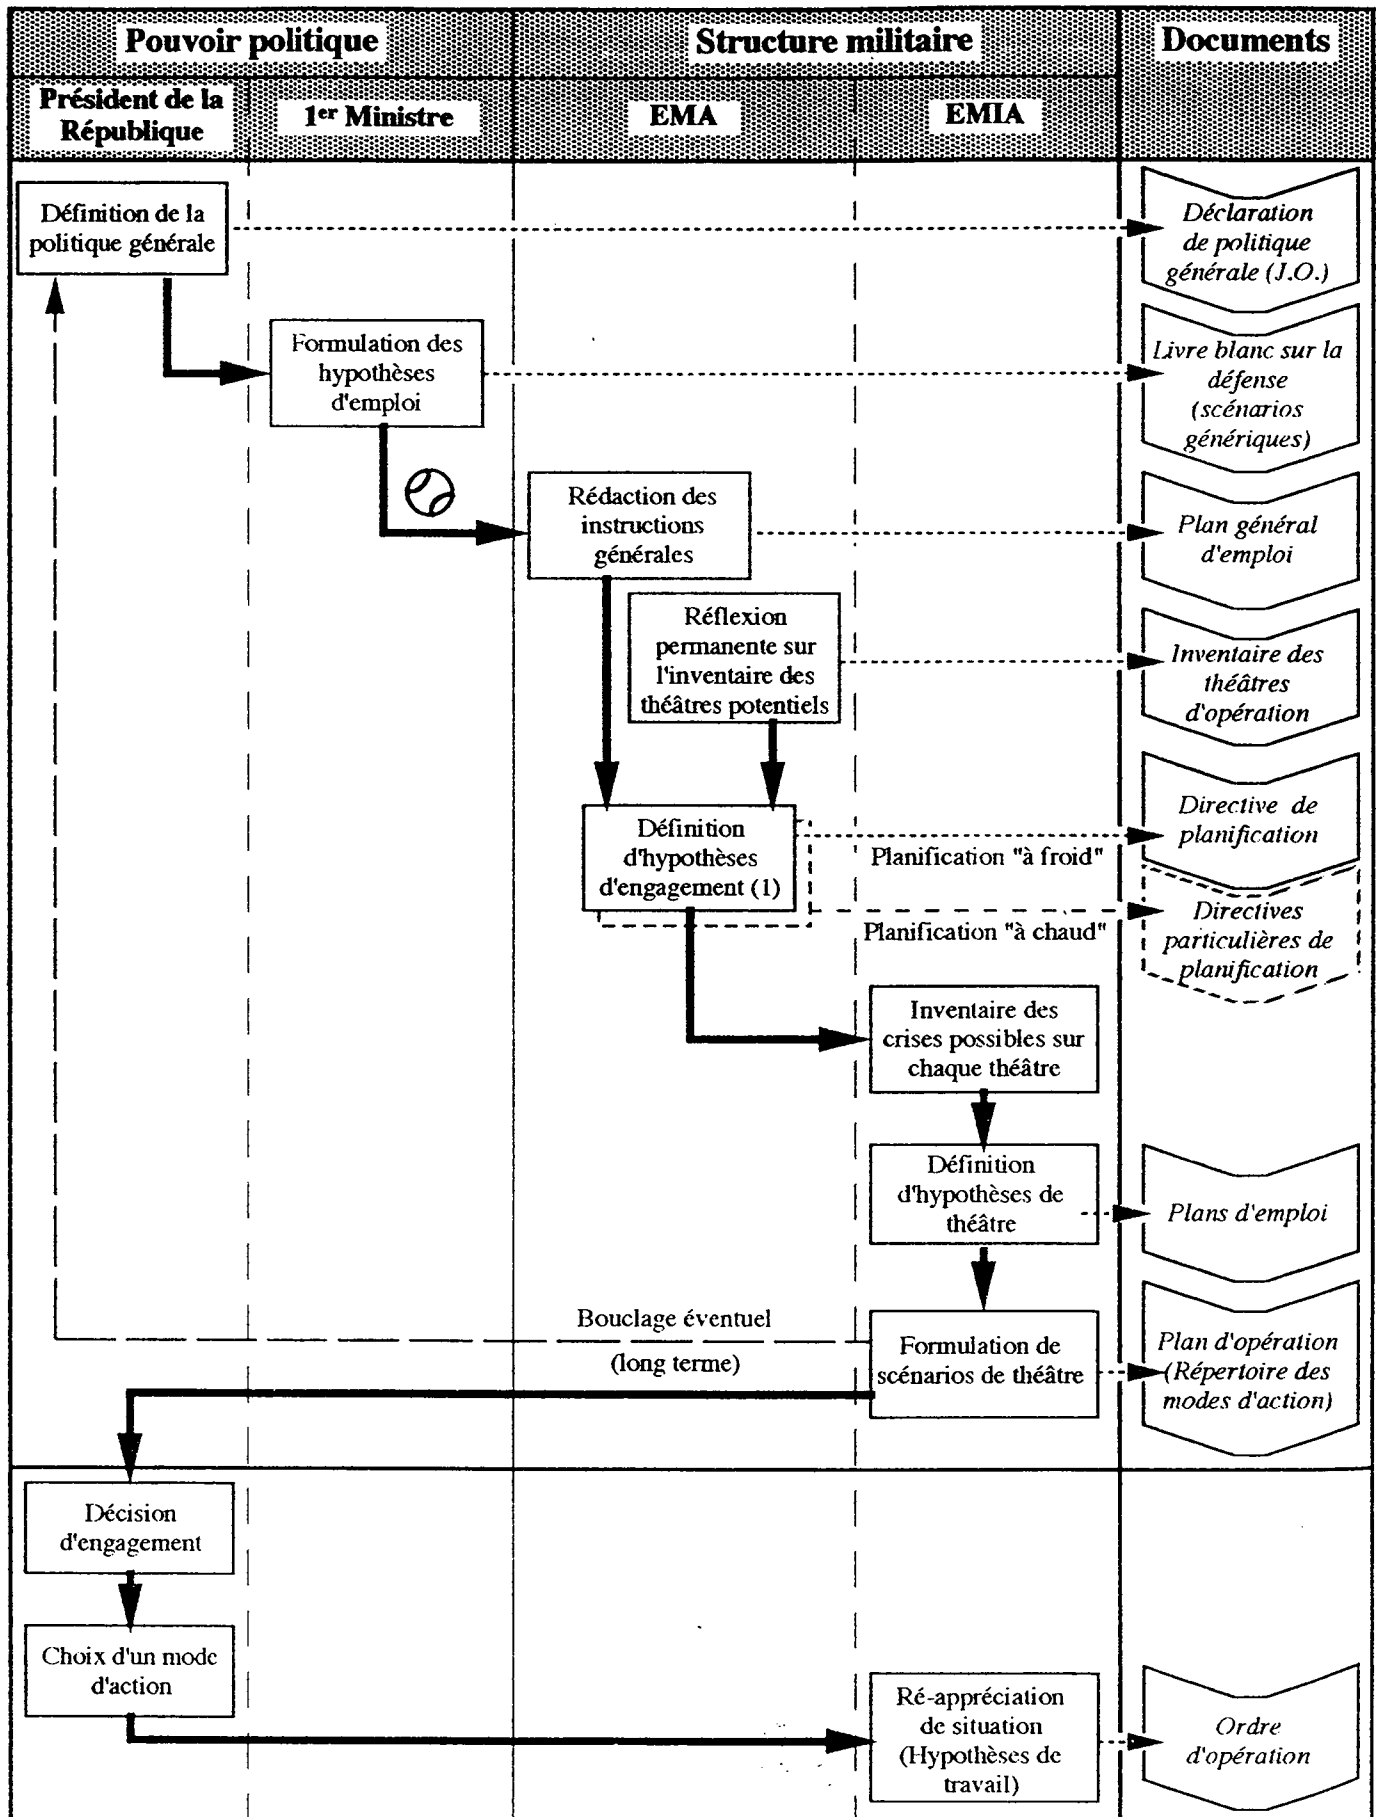 Pouvoir politique
Structure militaire
Documents
Président de la
République
1er Ministre
EMA
EMIA
Définition de la
politique générale
Déclaration
de politique
générale (J.O.)
Formulation des
hypothèses
d'emploi
Livre blanc sur la
défense
(scénarios
génériques)
Rédaction des
instructions
générales
Plan général
d'emploi
Réflexion
permanente sur
l'inventaire des
théâtres potentiels
Inventaire des
théâtres
d'opération
Définition
d'hypothèses
d'engagement (1)
Planification "à froid"
Directive de
planification
Planification "à chaud"
Directives
particulières de
planification
Inventaire des
crises possibles sur
chaque théâtre
Définition
d'hypothèses de
théâtre
Plans d'emploi
Bouclage éventuel
(long terme)
Formulation de
scénarios de théâtre
Plan d'opération
(Répertoire des
modes d'action)
Décision
d'engagement
Choix d'un mode
d'action
Ré-appréciation
de situation
(Hypothèses de
travail)
Ordre
d'opération